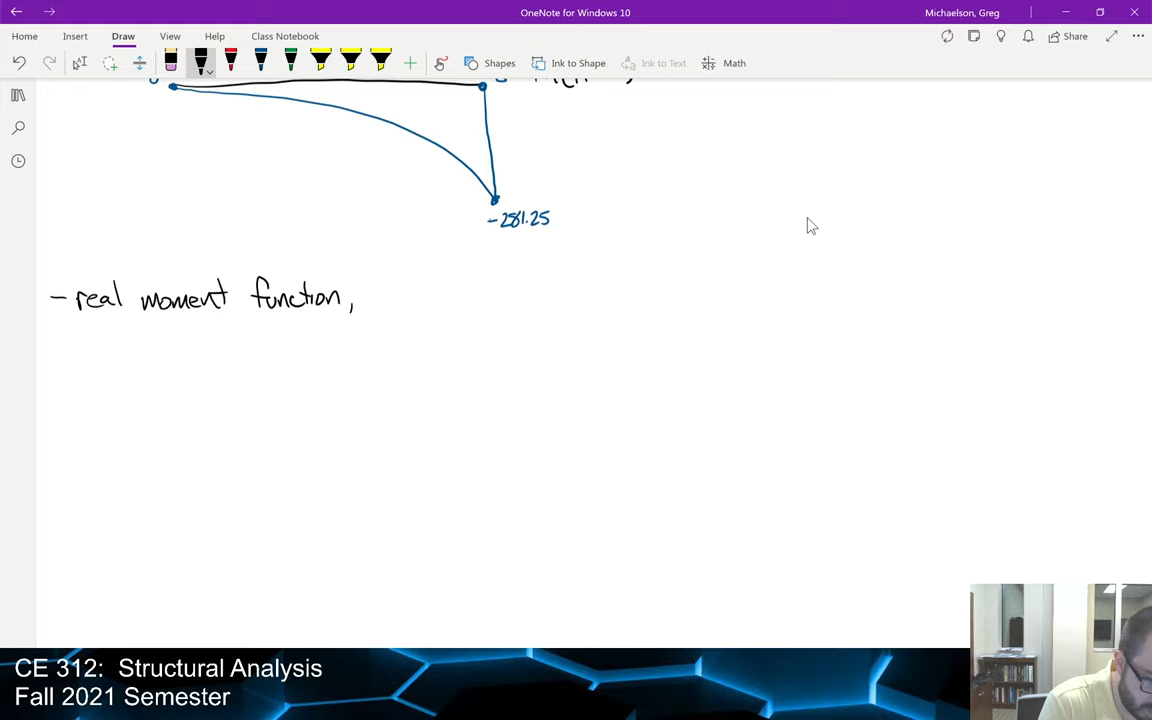 OneNote for Windows 10
Michaelson, Greg
Home Insert Draw View Help Class Notebook
Share
Shapes Ink to Shape Ink to Text Math
-281.25
- real moment function,
CE 312: Structural Analysis
Fall 2021 Semester